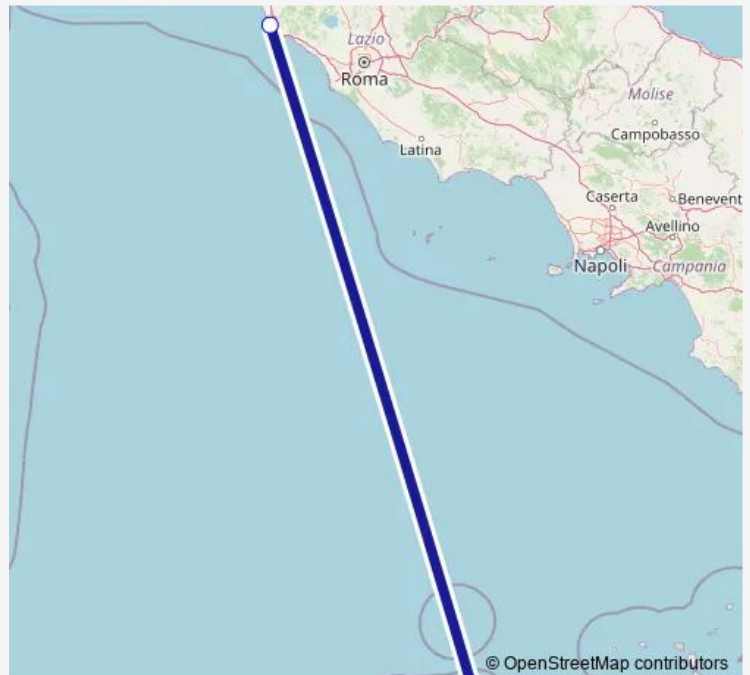 Lazio
Roma
Molise
Campobasso
Latina
Caserta
Benevent
Avellino
Napoli
Campania
© OpenStreetMap contributors